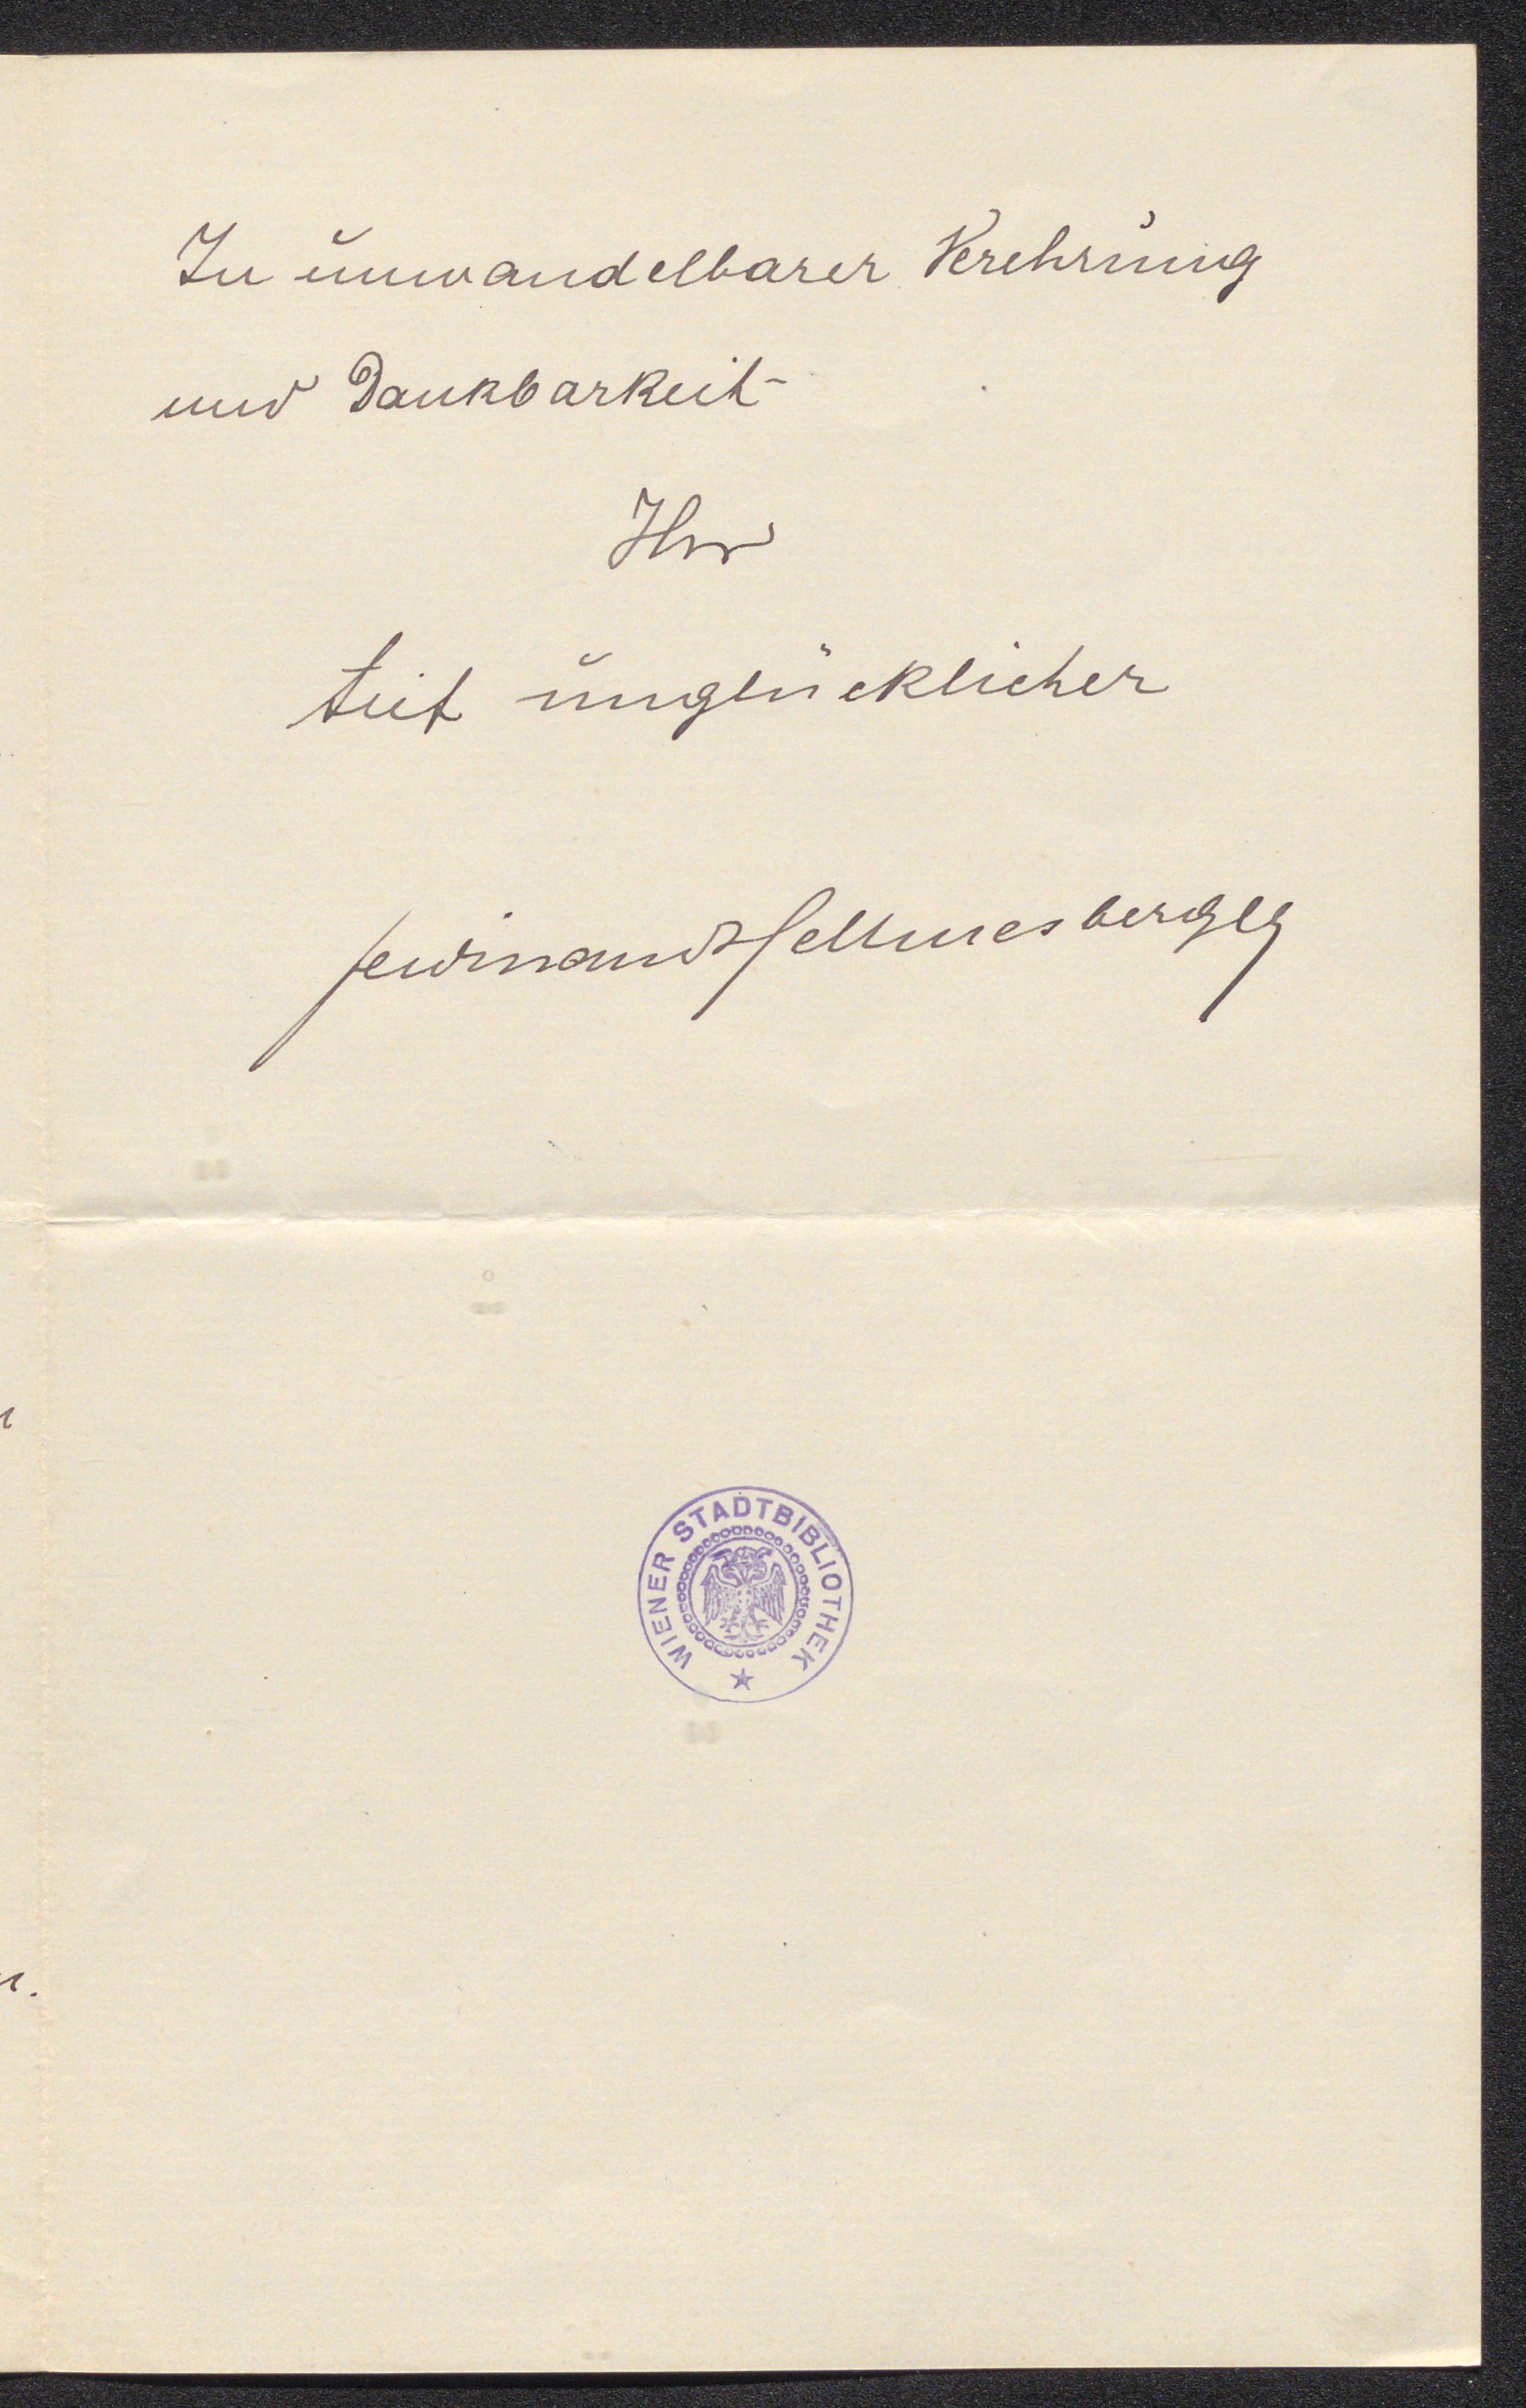 In unwandelbarer Verehrung
und Dankbarkeit
Ihr
tief unglücklicher
Ferdinand Hellmesberger
WIENER STADTBIBLIOTHEK